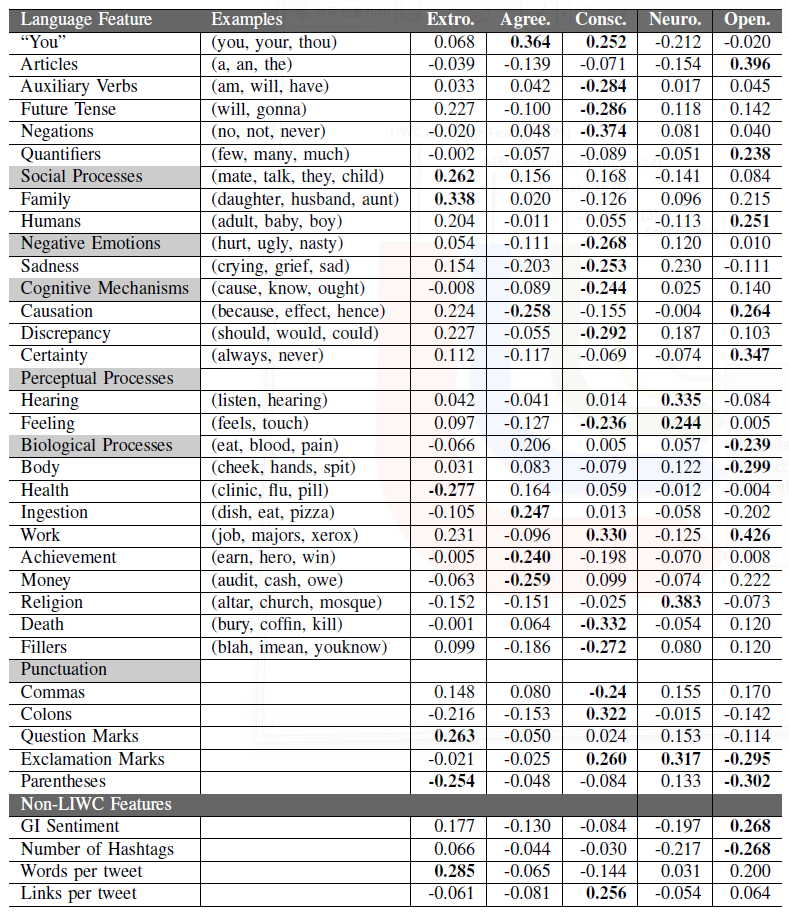 Language Feature Examples Extro. Agree. Consc. Neuro. Open.
“You” (you, your, thou) 0.068 0.364 0.252 -0.212 -0.020
Articles (a, an, the) -0.039 -0.139 -0.071 -0.154 0.396
Auxiliary Verbs (am, will, have) 0.033 0.042 -0.284 0.017 0.045
Future Tense (will, gonna) 0.227 -0.100 -0.286 0.118 0.142
Negations (no, not, never) -0.020 0.048 -0.374 0.081 0.040
Quantifiers (few, many, much) -0.002 -0.057 -0.089 -0.051 0.238
Social Processes (mate, talk, they, child) 0.262 0.156 0.168 -0.141 0.084
Family (daughter, husband, aunt) 0.338 0.020 -0.126 0.096 0.215
Humans (adult, baby, boy) 0.204 -0.011 0.055 -0.113 0.251
Negative Emotions (hurt, ugly, nasty) 0.054 -0.111 -0.268 0.120 0.010
Sadness (crying, grief, sad) 0.154 -0.203 -0.253 0.230 -0.111
Cognitive Mechanisms (cause, know, ought) -0.008 -0.089 -0.244 0.025 0.140
Causation (because, effect, hence) 0.224 -0.258 -0.155 -0.004 0.264
Discrepancy (should, would, could) 0.227 -0.055 -0.292 0.187 0.103
Certainty (always, never) 0.112 -0.117 -0.069 -0.074 0.347
Perceptual Processes
Hearing (listen, hearing) 0.042 -0.041 0.014 0.335 -0.084
Feeling (feels, touch) 0.097 -0.127 -0.236 0.244 0.005
Biological Processes (eat, blood, pain) -0.066 0.206 0.005 0.057 -0.239
Body (cheek, hands, spit) 0.031 0.083 -0.079 0.122 -0.299
Health (clinic, flu, pill) -0.277 0.164 0.059 -0.012 -0.004
Ingestion (dish, eat, pizza) -0.105 0.247 0.013 -0.058 -0.202
Work (job, majors, xerox) 0.231 -0.096 0.330 -0.125 0.426
Achievement (earn, hero, win) -0.005 -0.240 -0.198 -0.070 0.008
Money (audit, cash, owe) -0.063 -0.259 0.099 -0.074 0.222
Religion (altar, church, mosque) -0.152 -0.151 -0.025 0.383 -0.073
Death (bury, coffin, kill) -0.001 0.064 -0.332 -0.054 0.120
Fillers (blah, imean, youknow) 0.099 -0.186 -0.272 0.080 0.120
Punctuation
Commas 0.148 0.080 -0.24 0.155 0.170
Colons -0.216 -0.153 0.322 -0.015 -0.142
Question Marks 0.263 -0.050 0.024 0.153 -0.114
Exclamation Marks -0.021 -0.025 0.260 0.317 -0.295
Parentheses -0.254 -0.048 -0.084 0.133 -0.302
Non-LIWC Features
GI Sentiment 0.177 -0.130 -0.084 -0.197 0.268
Number of Hashtags 0.066 -0.044 -0.030 -0.217 -0.268
Words per tweet 0.285 -0.065 -0.144 0.031 0.200
Links per tweet -0.061 -0.081 0.256 -0.054 0.064